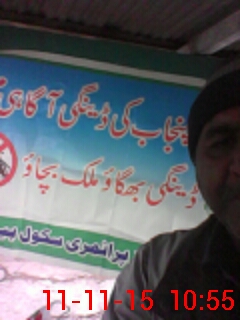 پنجاب کی ڈینگی آگاہی
ڈینگی بھگاؤ ملک بچاؤ
پرائمری سکول
11-11-15 10:55